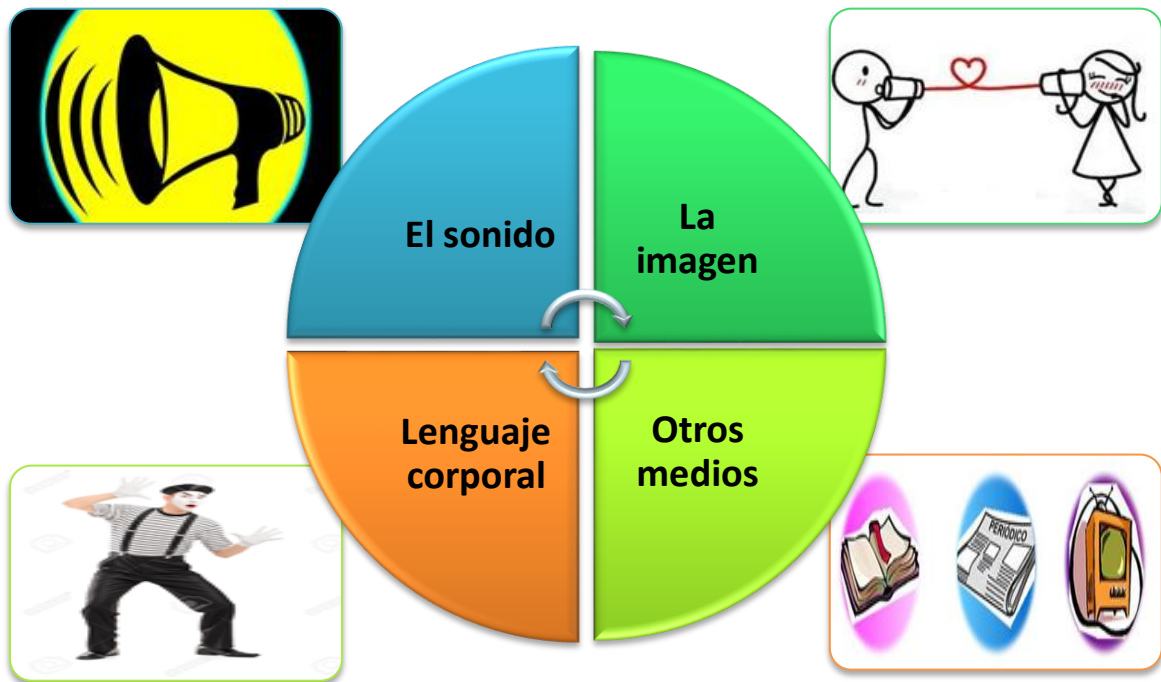 El sonido
La
imagen
Lenguaje
corporal
Otros
medios
PERIÓDICO